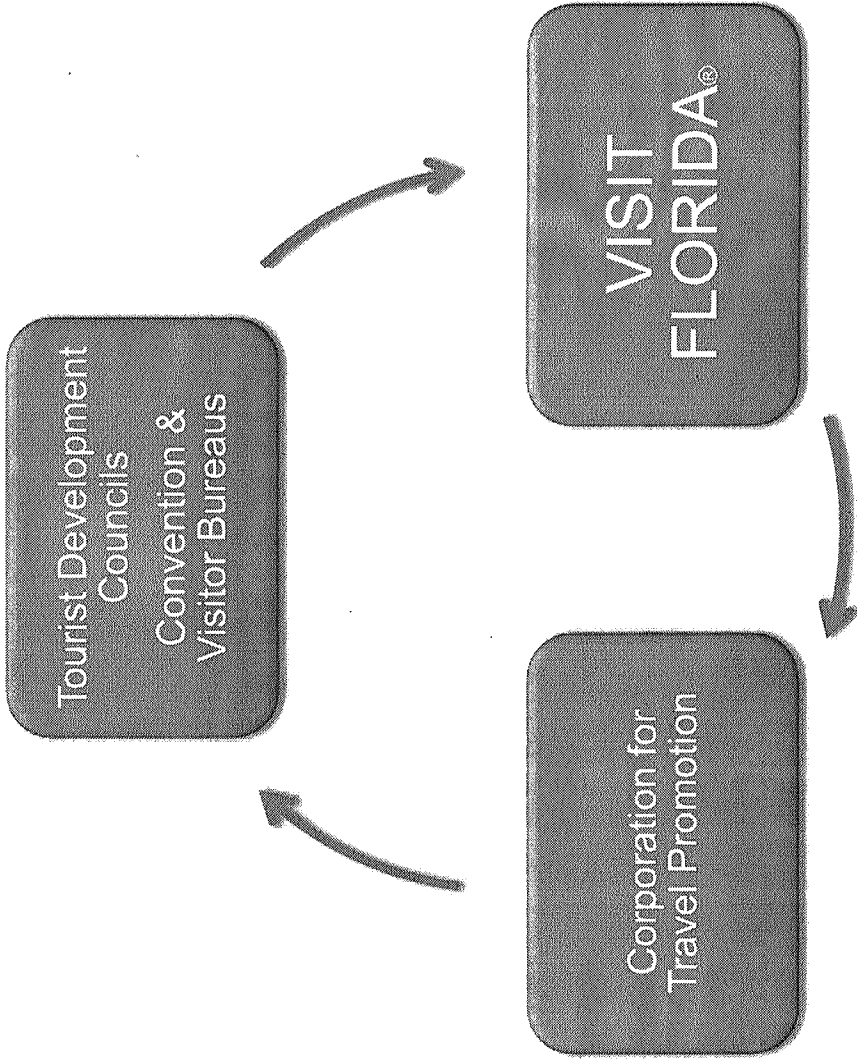 Tourist Development
Councils
Convention &
Visitor Bureaus
VISIT
FLORIDA®
Corporation for
Travel Promotion